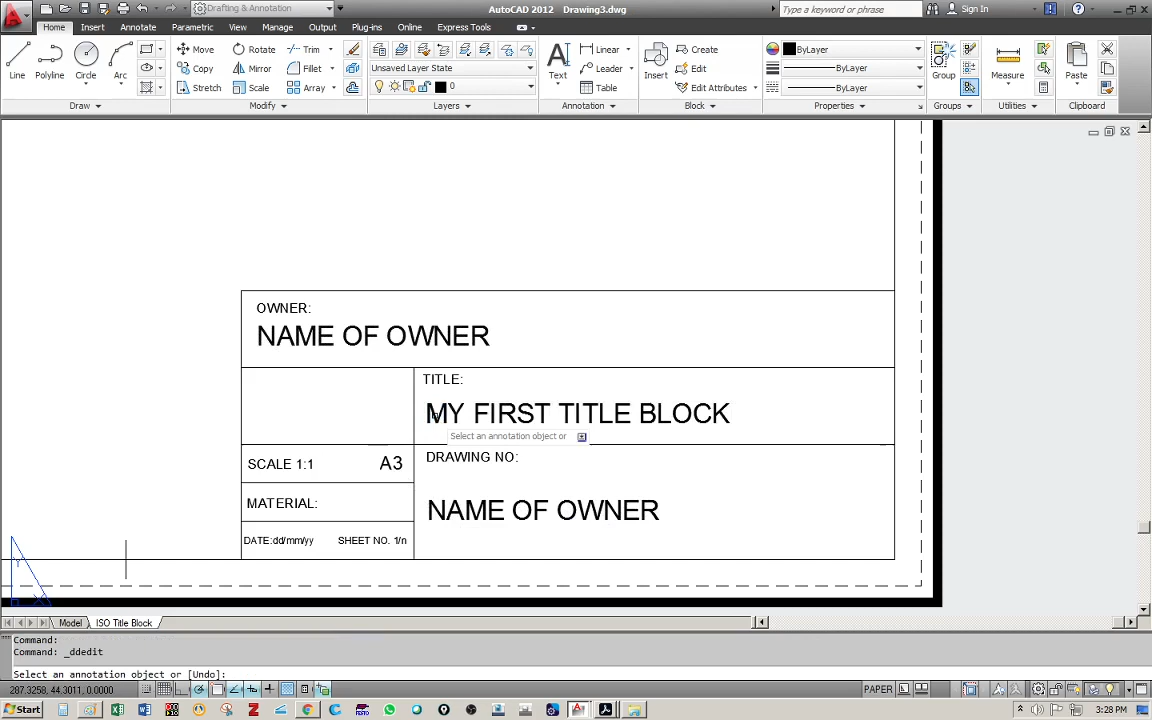 Drafting & Annotation
AutoCAD 2012 Drawing3.dwg
Type a keyword or phrase
Sign In
Home Insert Annotate Parametric View Manage Output Plug-ins Online Express Tools
Line Polyline Circle Arc
Move Rotate Trim
Copy Mirror Fillet
Stretch Scale Array
Unsaved Layer State
0
Text
Linear
Leader
Table
Insert
Create
Edit
Edit Attributes
ByLayer
ByLayer
ByLayer
Group Measure Paste
Draw Modify Layers Annotation Block Properties Groups Utilities Clipboard
OWNER:
NAME OF OWNER
TITLE:
MY FIRST TITLE BLOCK
Select an annotation object or
SCALE 1:1 A3
DRAWING NO:
MATERIAL:
NAME OF OWNER
DATE:dd/mm/yy SHEET NO. 1/n
Y
X
Model ISO Title Block
Command:
Command: _ddedit
Select an annotation object or [Undo]:
287.3258, 44.3011, 0.0000
PAPER
Start
3:28 PM